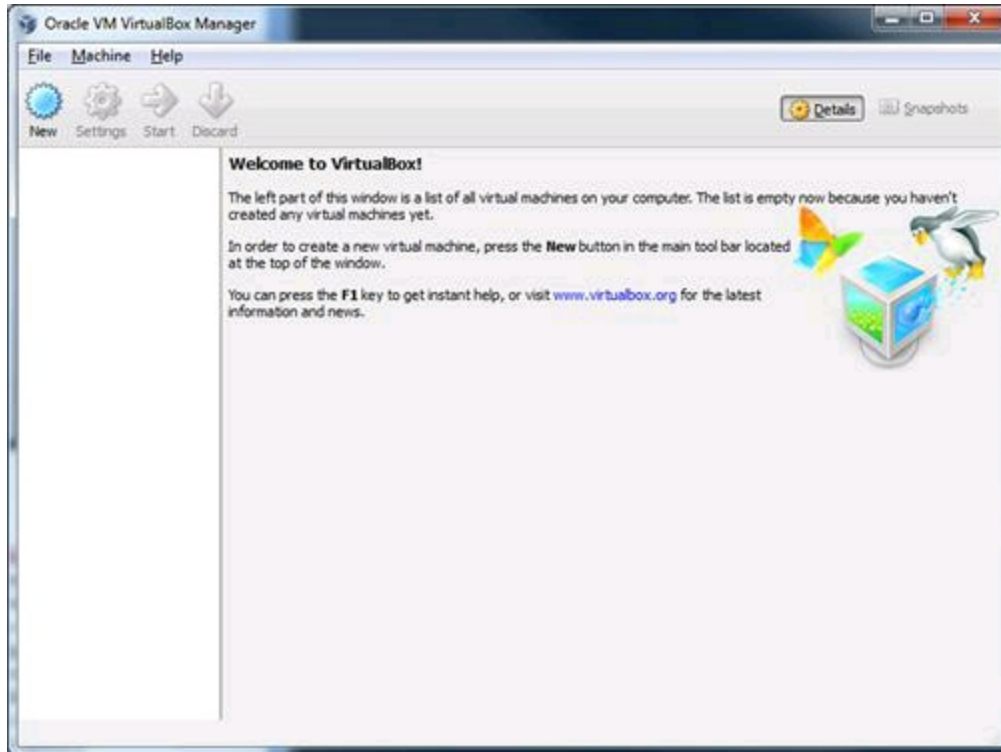 Oracle VM VirtualBox Manager
File Machine Help
New Settings Start Discard
Details Snapshots
Welcome to VirtualBox!
The left part of this window is a list of all virtual machines on your computer. The list is empty now because you haven't
created any virtual machines yet.
In order to create a new virtual machine, press the New button in the main tool bar located
at the top of the window.
You can press the F1 key to get instant help, or visit www.virtualbox.org for the latest
information and news.